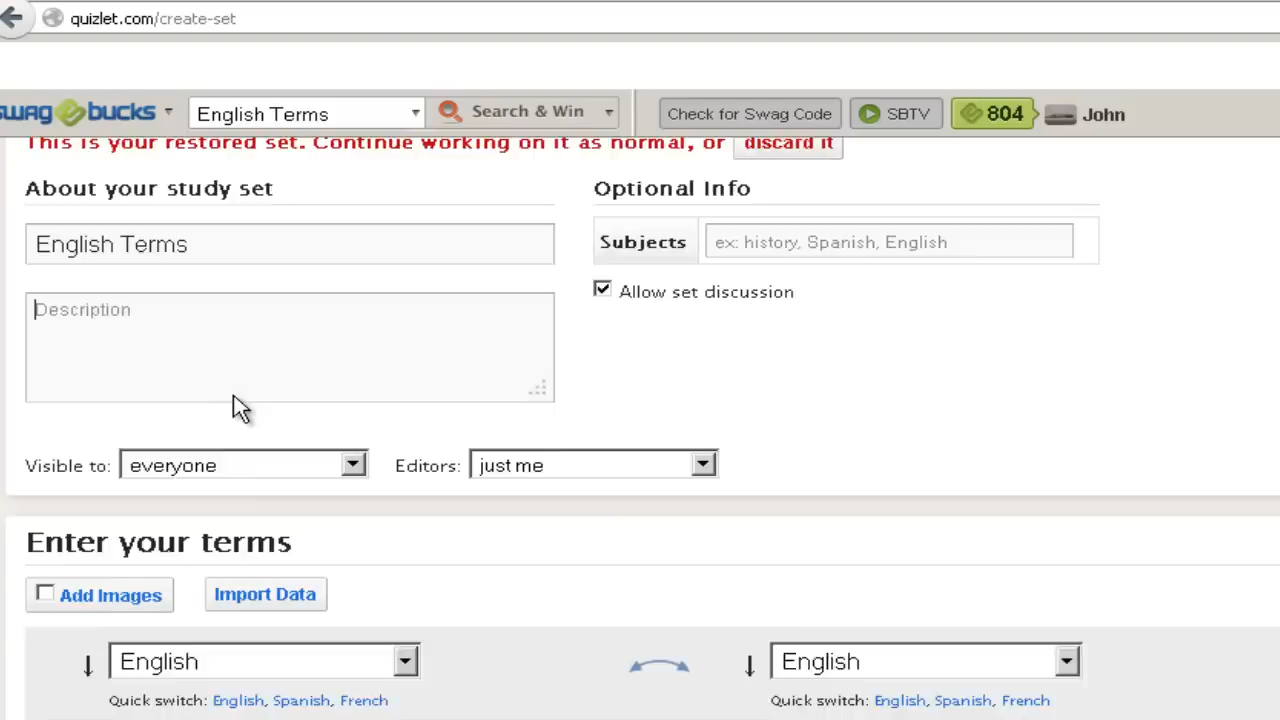 quizlet.com/create-set
swag bucks English Terms Search & Win Check for Swag Code SBTV 804 John
This is your restored set. Continue working on it as normal, or discard it
About your study set
Optional Info
English Terms
Subjects ex: history, Spanish, English
Allow set discussion
Description
Visible to: everyone Editors: just me
Enter your terms
Add Images Import Data
English English
Quick switch: English, Spanish, French Quick switch: English, Spanish, French